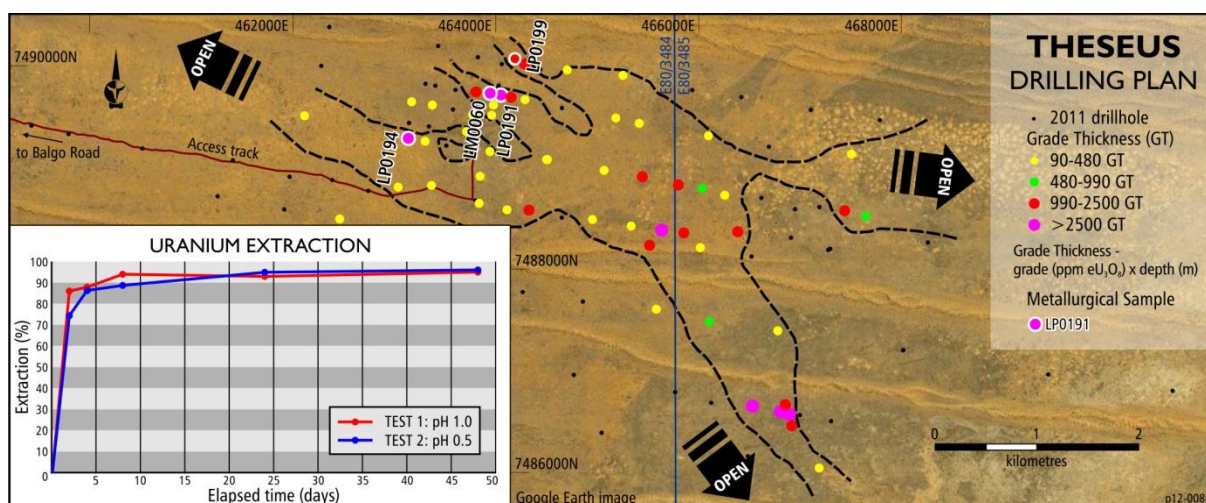 462000E
464000E
466000E
468000E
7490000N
OPEN
LP0199
E80/3484
E80/3485
THESEUS
DRILLING PLAN
2011 drillhole
Grade Thickness (GT)
90-480 GT
480-990 GT
990-2500 GT
>2500 GT
Grade Thickness -
grade (ppm eU₃O₈) x depth (m)
Metallurgical Sample
LP0191
LM0060
LP0191
LP0194
to Balgo Road
Access track
OPEN
7488000N
URANIUM EXTRACTION
Extraction (%)
100
90
80
70
60
50
40
30
20
10
0
TEST 1: pH 1.0
TEST 2: pH 0.5
5
10
15
20
25
30
35
40
45
50
Elapsed time (days)
7486000N
OPEN
0 1 2
kilometres
Google Earth image
p12-008